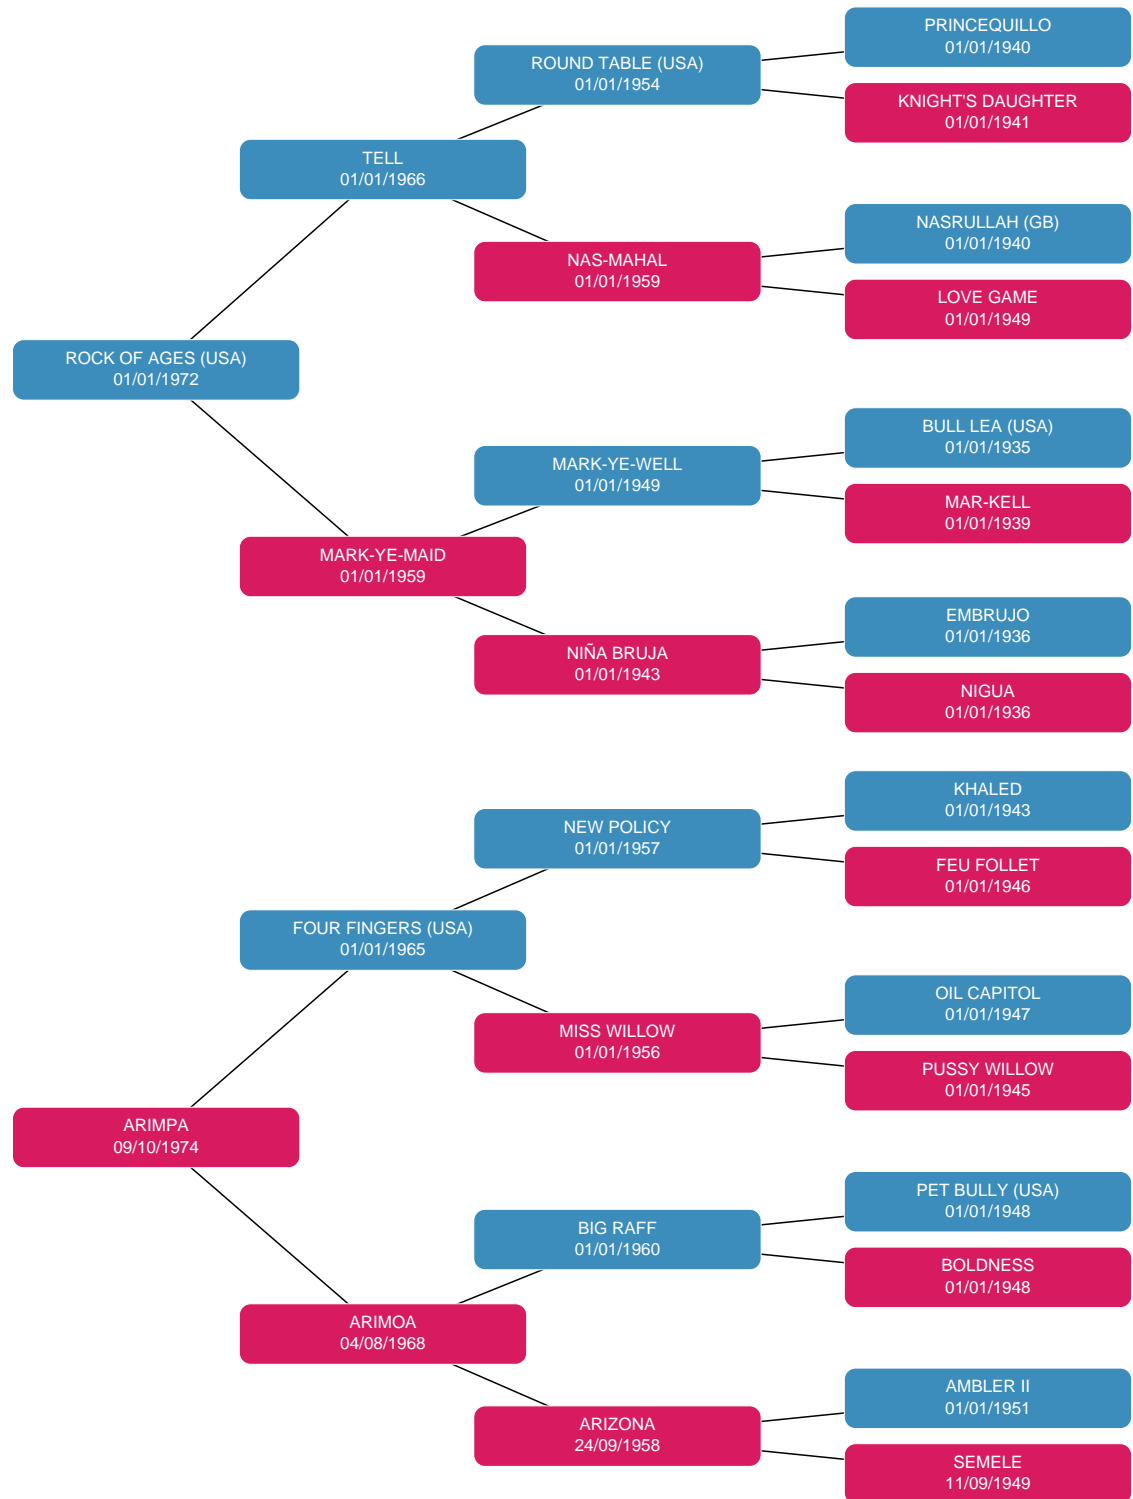 PRINCEQUILLO
01/01/1940
ROUND TABLE (USA)
01/01/1954
KNIGHT'S DAUGHTER
01/01/1941
TELL
01/01/1966
NASRULLAH (GB)
01/01/1940
NAS-MAHAL
01/01/1959
LOVE GAME
01/01/1949
ROCK OF AGES (USA)
01/01/1972
BULL LEA (USA)
01/01/1935
MARK-YE-WELL
01/01/1949
MAR-KELL
01/01/1939
MARK-YE-MAID
01/01/1959
EMBRUJO
01/01/1936
NIÑA BRUJA
01/01/1943
NIGUA
01/01/1936
KHALED
01/01/1943
NEW POLICY
01/01/1957
FEU FOLLET
01/01/1946
FOUR FINGERS (USA)
01/01/1965
OIL CAPITOL
01/01/1947
MISS WILLOW
01/01/1956
PUSSY WILLOW
01/01/1945
ARIMPA
09/10/1974
PET BULLY (USA)
01/01/1948
BIG RAFF
01/01/1960
BOLDNESS
01/01/1948
ARIMOA
04/08/1968
AMBLER II
01/01/1951
ARIZONA
24/09/1958
SEMELE
11/09/1949